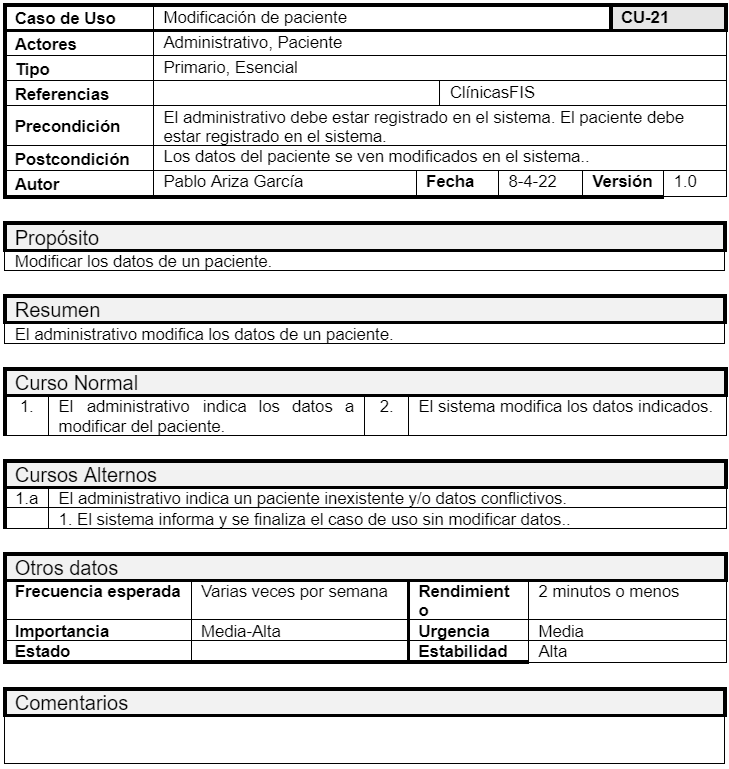 Caso de Uso Modificación de paciente CU-21
Actores Administrativo, Paciente
Tipo Primario, Esencial
Referencias ClínicasFIS
Precondición El administrativo debe estar registrado en el sistema. El paciente debe
estar registrado en el sistema.
Postcondición Los datos del paciente se ven modificados en el sistema..
Autor Pablo Ariza García Fecha 8-4-22 Versión 1.0
Propósito
Modificar los datos de un paciente.
Resumen
El administrativo modifica los datos de un paciente.
Curso Normal
1. El administrativo indica los datos a
modificar del paciente.
2. El sistema modifica los datos indicados.
Cursos Alternos
1.a El administrativo indica un paciente inexistente y/o datos conflictivos.
1. El sistema informa y se finaliza el caso de uso sin modificar datos..
Otros datos
Frecuencia esperada Varias veces por semana
Rendimient
o
2 minutos o menos
Importancia Media-Alta Urgencia Media
Estado Estabilidad Alta
Comentarios